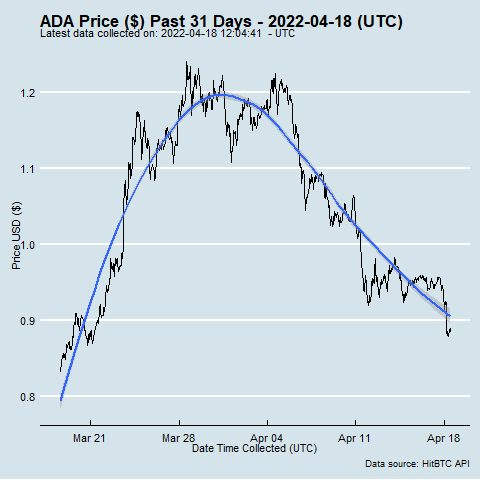 ADA Price ($) Past 31 Days - 2022-04-18 (UTC)
Latest data collected on: 2022-04-18 12:04:41 - UTC
1.2
1.1
1.0
0.9
0.8
Price USD ($)
Mar 21 Mar 28 Apr 04 Apr 11 Apr 18
Date Time Collected (UTC)
Data source: HitBTC API